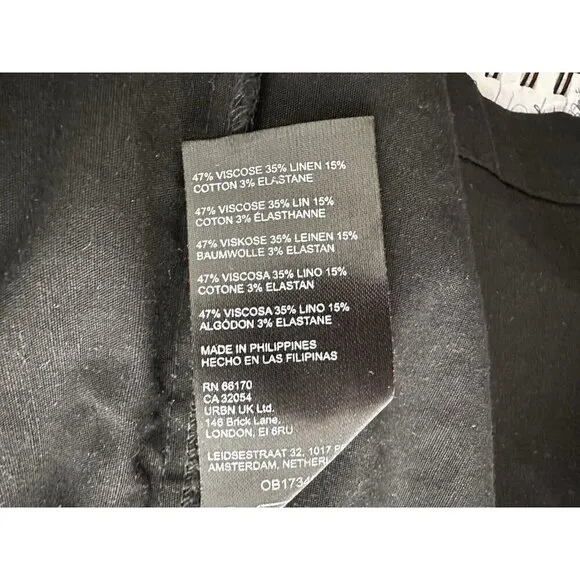 47% VISCOSE 35% LINEN 15%
COTTON 3% ELASTANE
47% VISCOSE 35% LIN 15%
COTON 3% ÉLASTHANNE
47% VISKOSE 35% LEINEN 15%
BAUMWOLLE 3% ELASTAN
47% VISCOSA 35% LINO 15%
COTONE 3% ELASTAN
47% VISCOSA 35% LINO 15%
ALGÓDON 3% ELASTANE
MADE IN PHILIPPINES
HECHO EN LAS FILIPINAS
RN 66170
CA 32054
URBN UK Ltd.
146 Brick Lane,
LONDON, EI 6RU
LEIDSESTRAAT 32, 1017
AMSTERDAM,